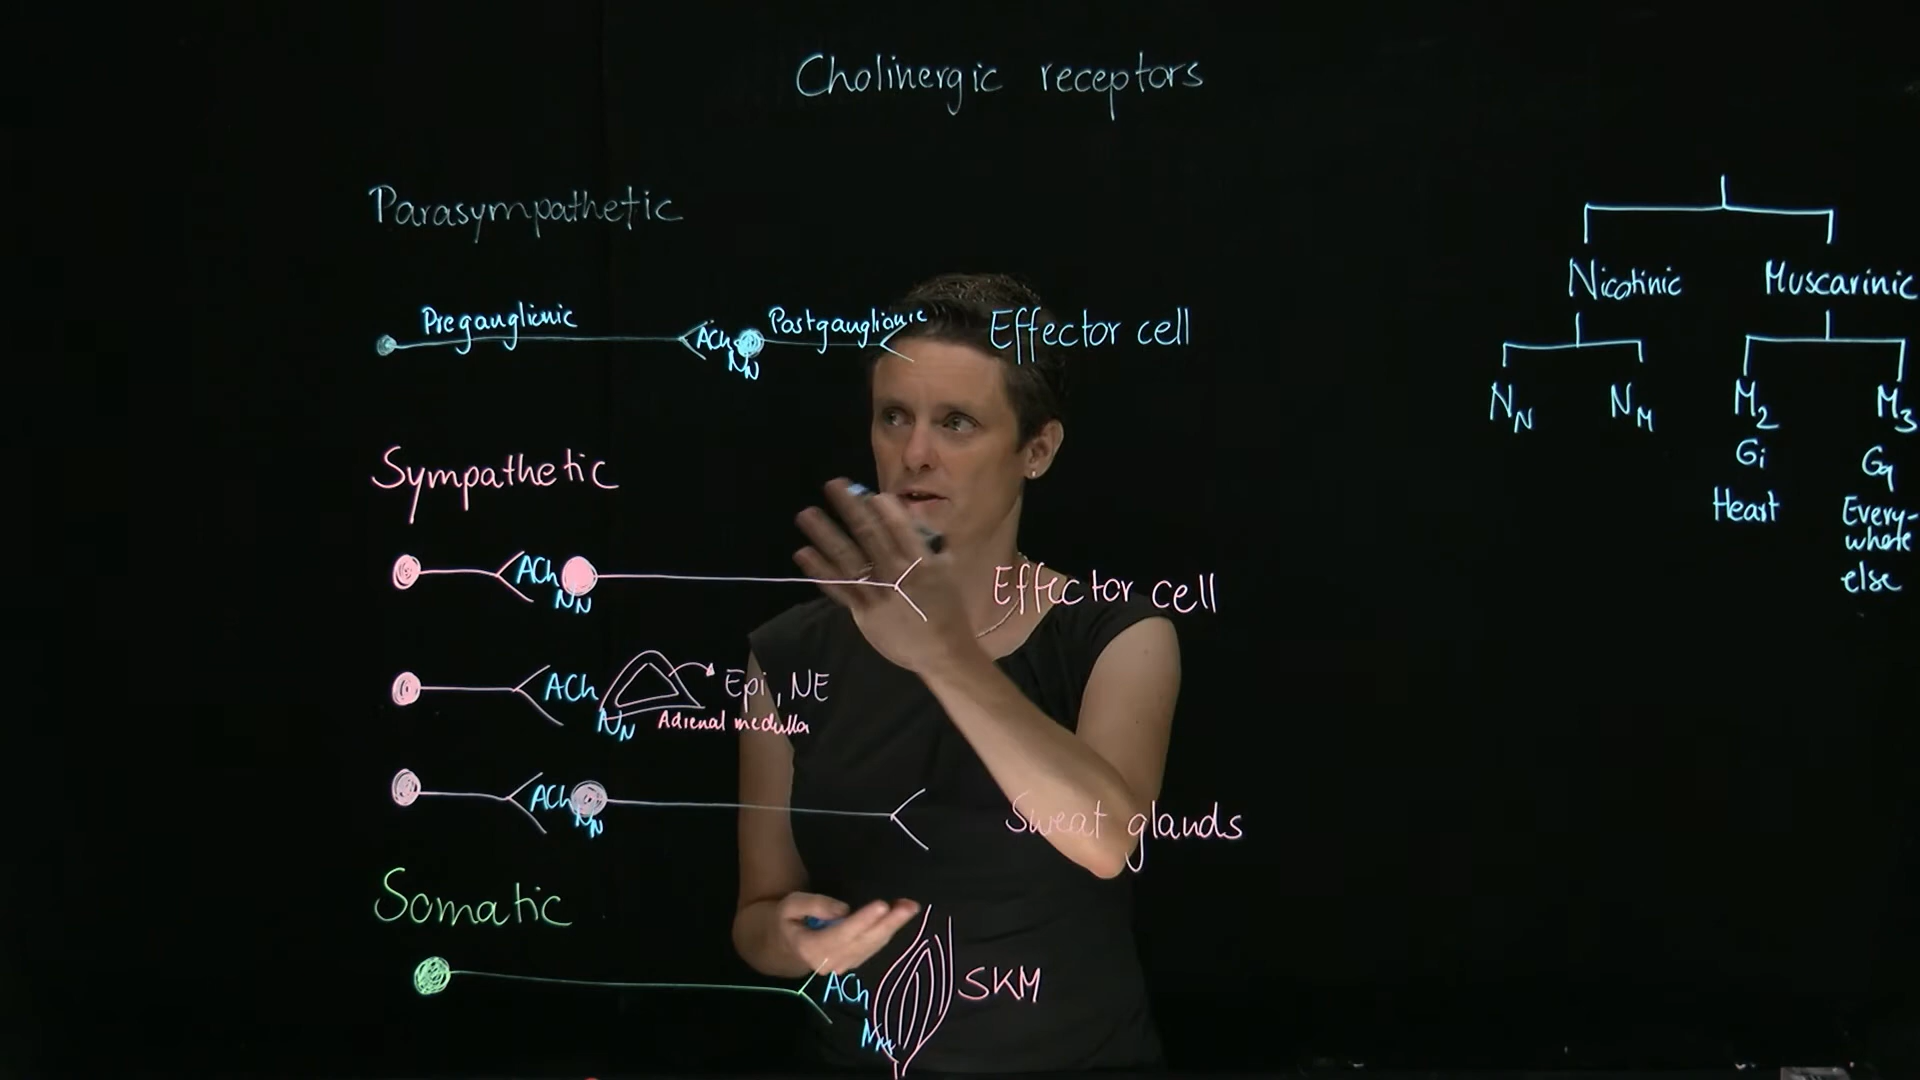 Cholinergic receptors
Parasympathetic
Preganglionic
ACh
NN
Postganglionic
Effector cell
Sympathetic
ACh
NN
Effector cell
ACh
NN
Epi, NE
Adrenal medulla
ACh
NN
Sweat glands
Somatic
ACh
NM
SKM
Nicotinic Muscarinic
NN NM M2 M3
Gi Gq
Heart Every-
where
else